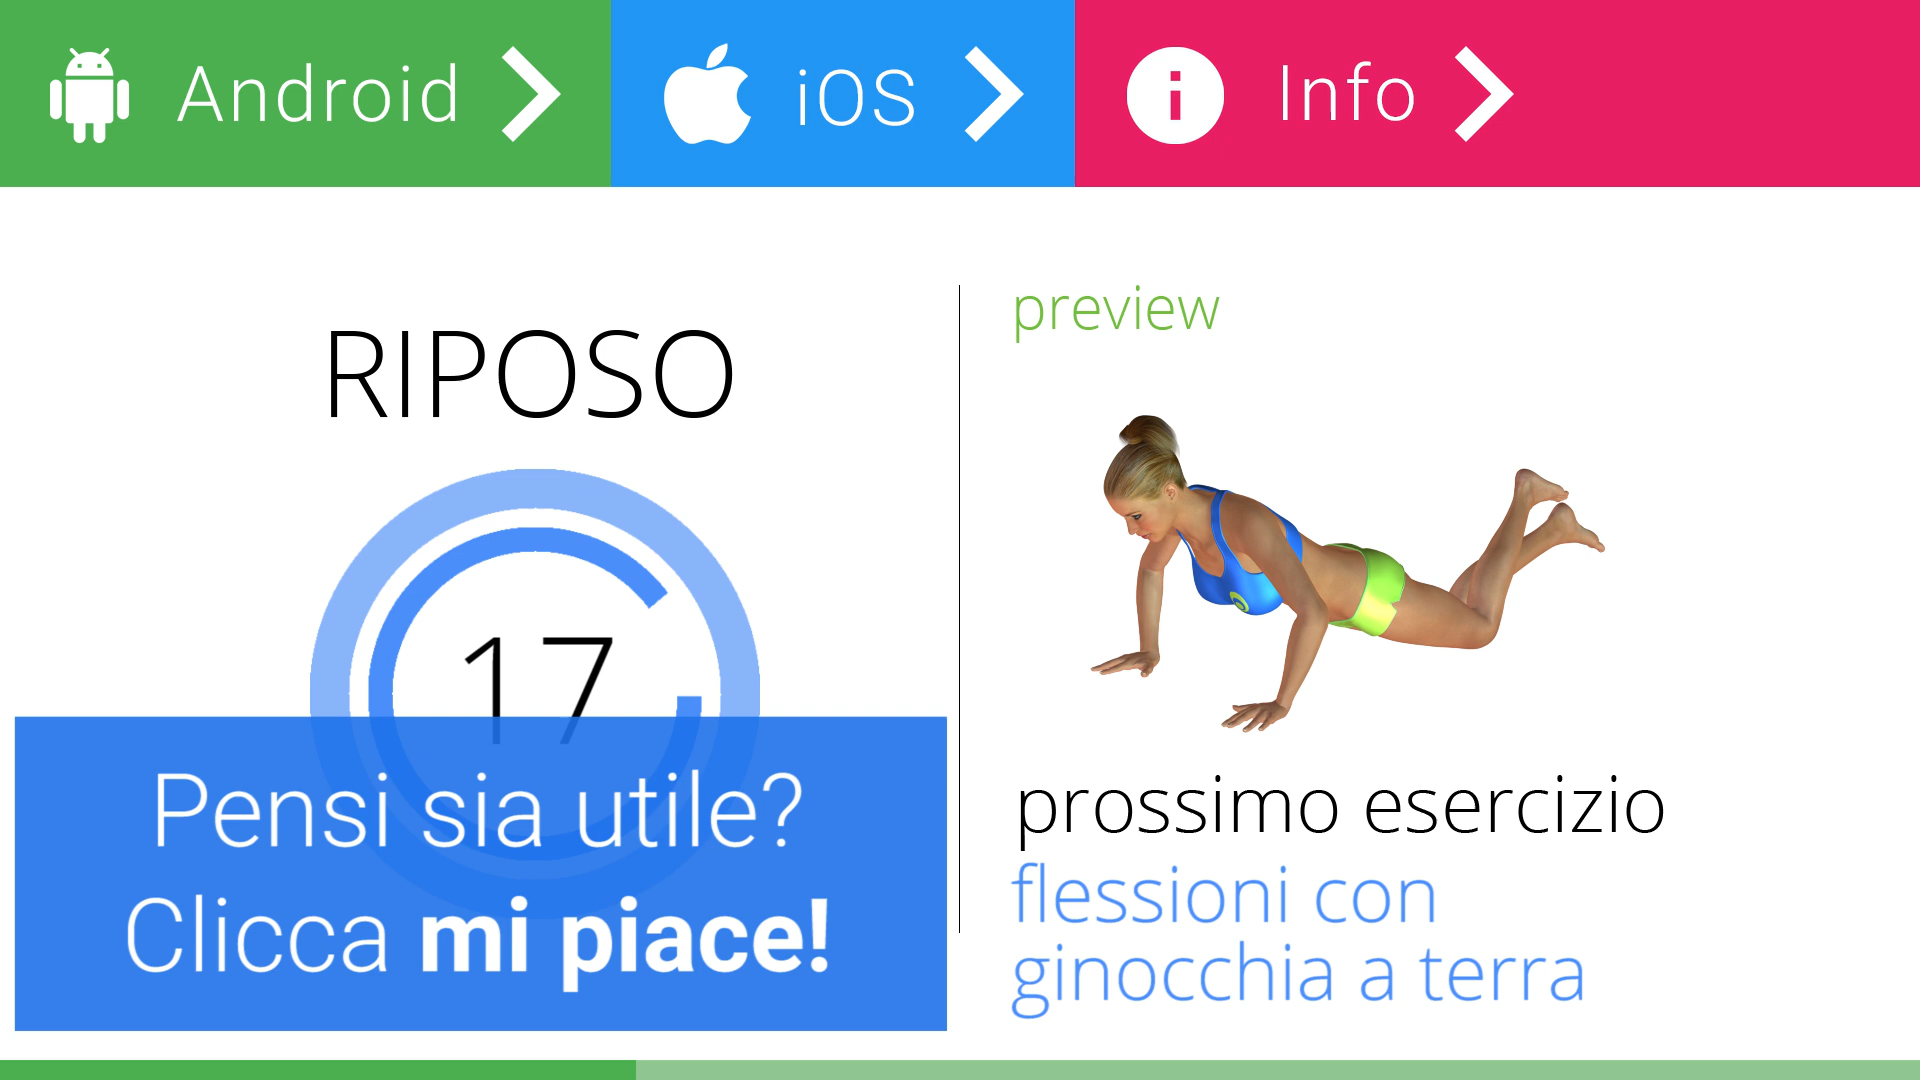 Android
iOS
Info
RIPOSO
17
Pensi sia utile?
Clicca mi piace!
preview
prossimo esercizio
flessioni con
ginocchia a terra